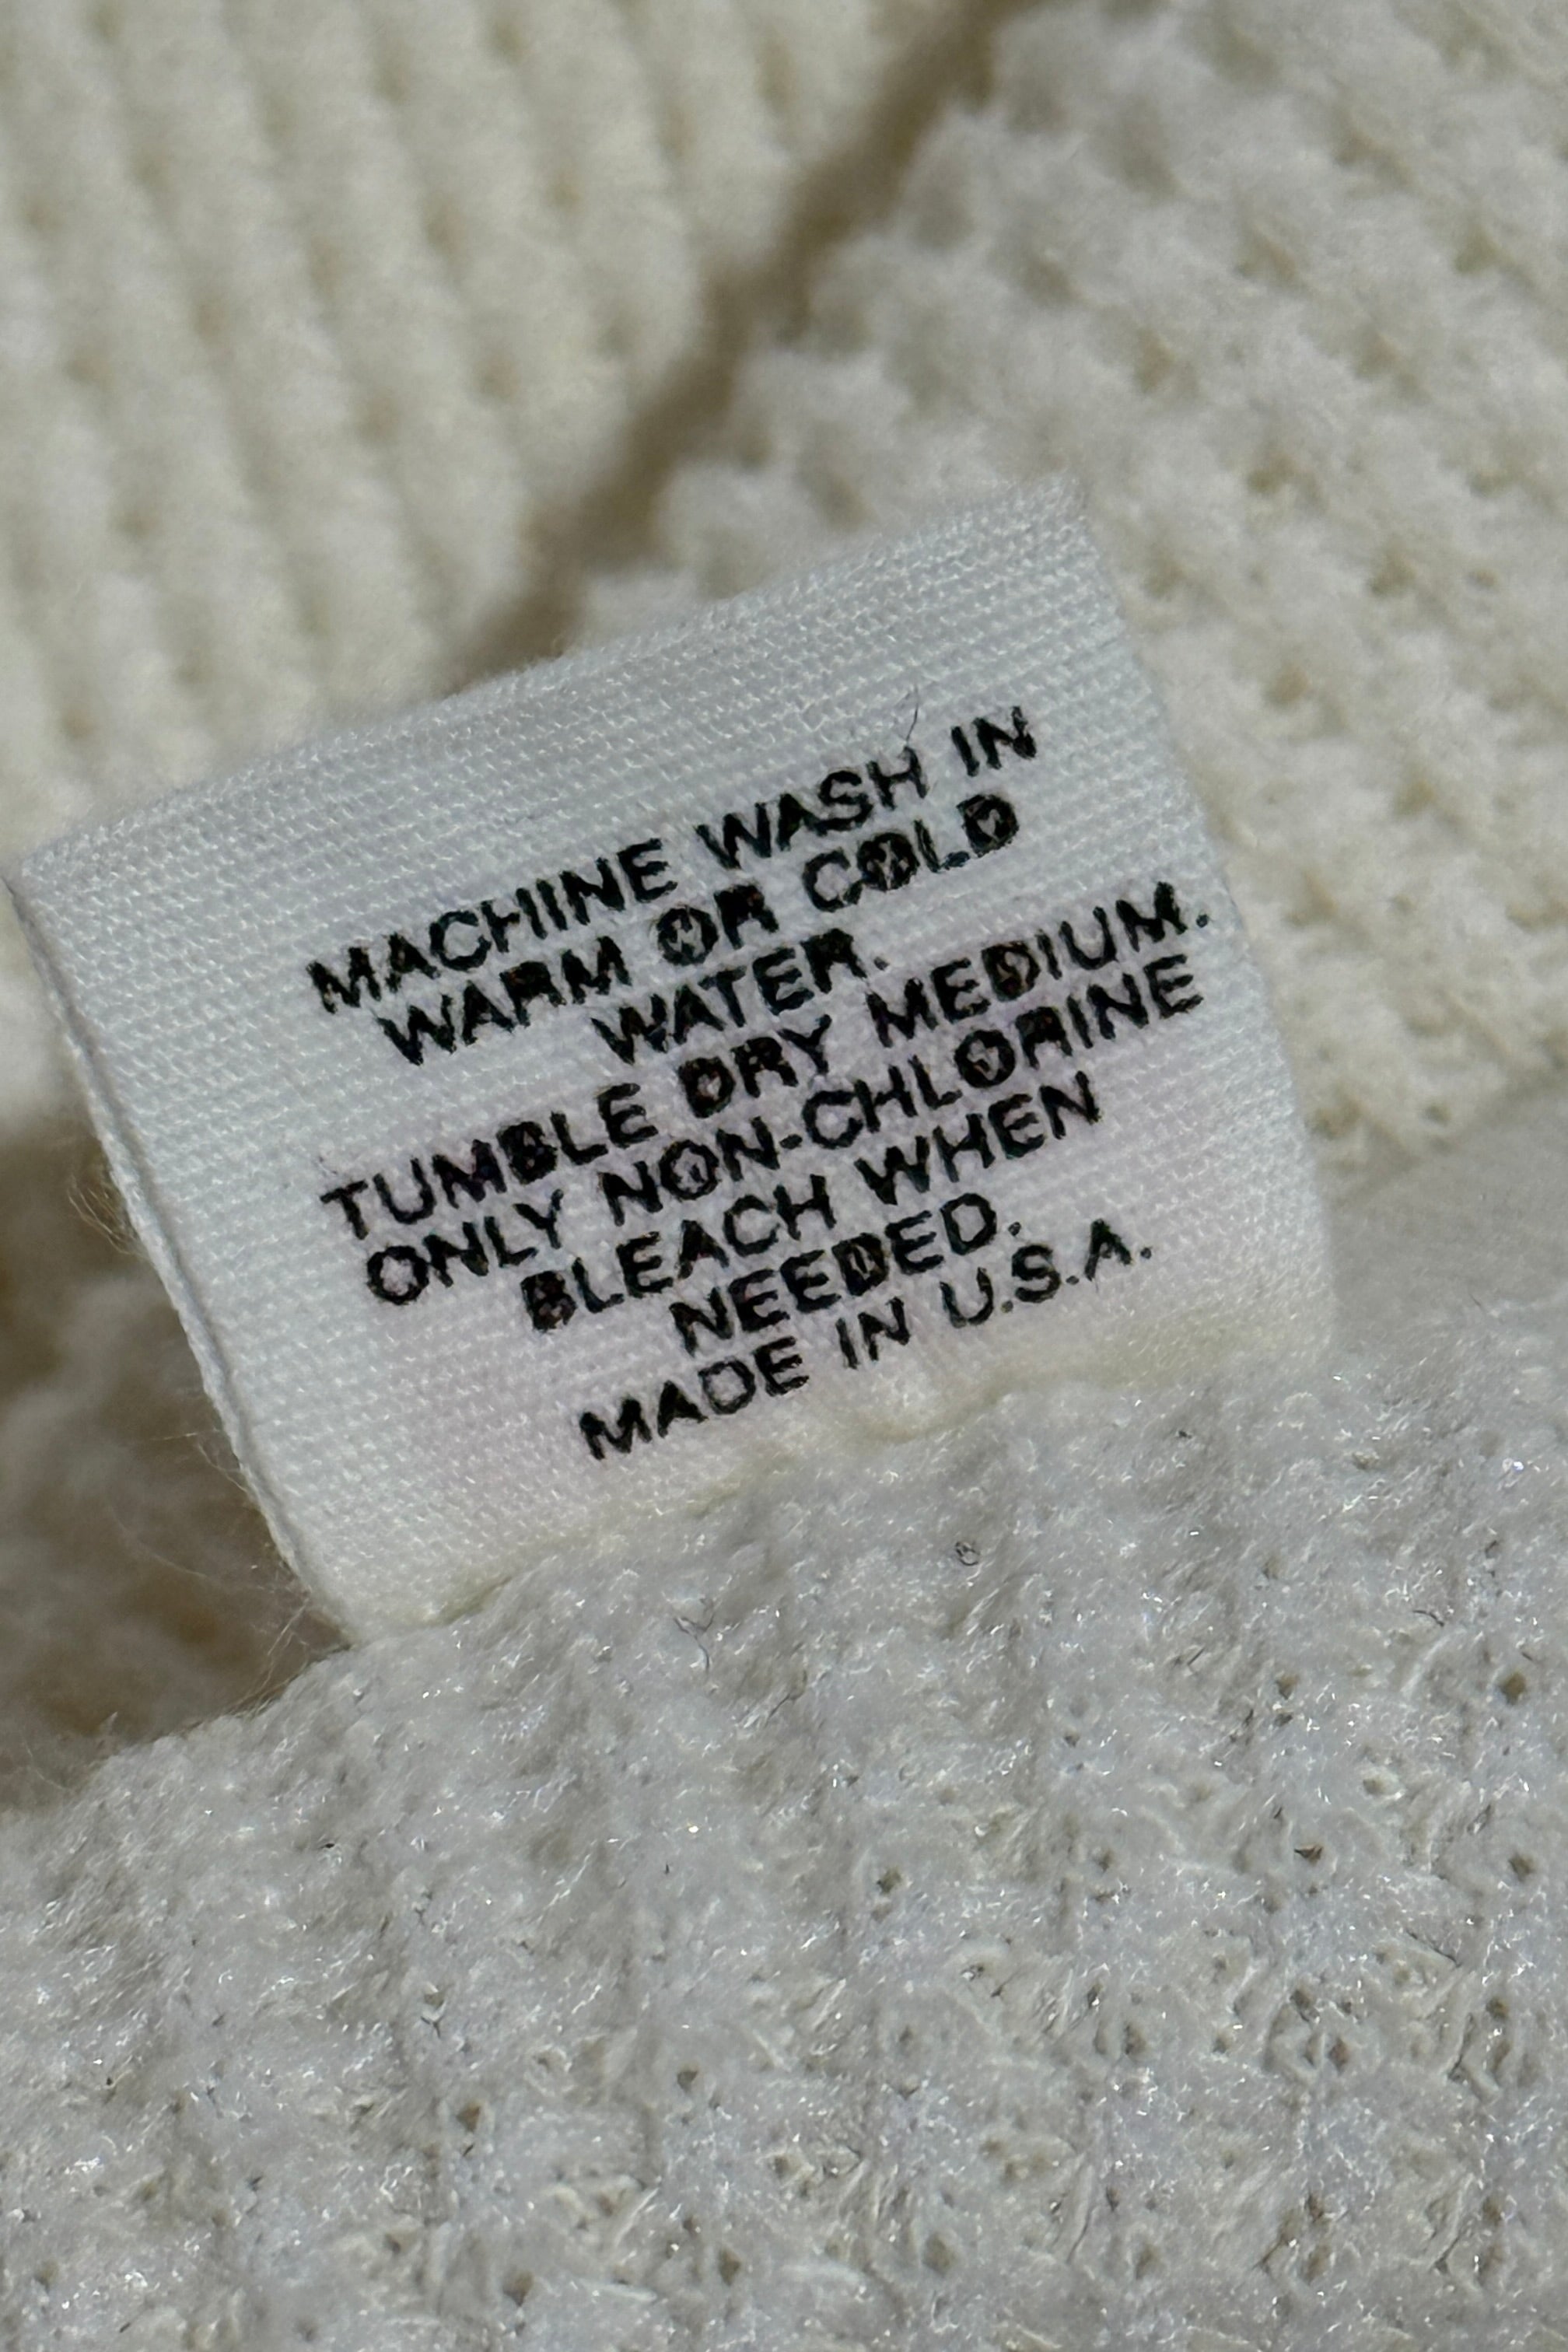 MACHINE WASH IN
WARM OR COLD
WATER.
TUMBLE DRY MEDIUM.
ONLY NON-CHLORINE
BLEACH WHEN
NEEDED.
MADE IN U.S.A.